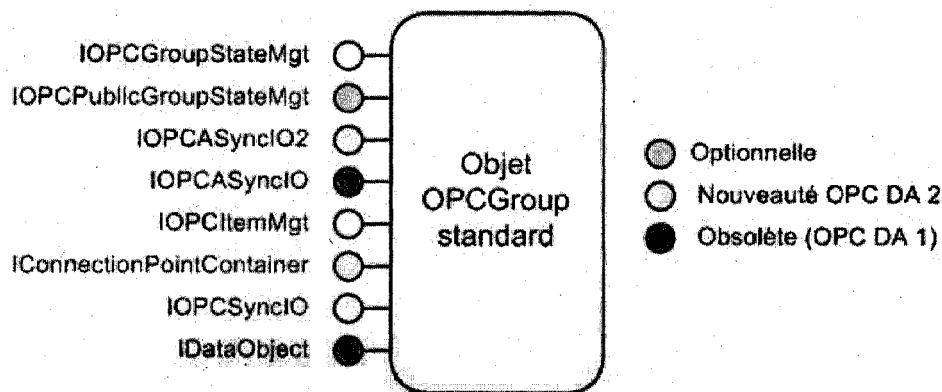 IOPCGroupStateMgt
IOPCPublicGroupStateMgt
IOPCASyncIO2
IOPCASyncIO
IOPCItemMgt
IConnectionPointContainer
IOPCSyncIO
IDataObject
Objet
OPCGroup
standard
Optionnelle
Nouveauté OPC DA 2
Obsolète (OPC DA 1)